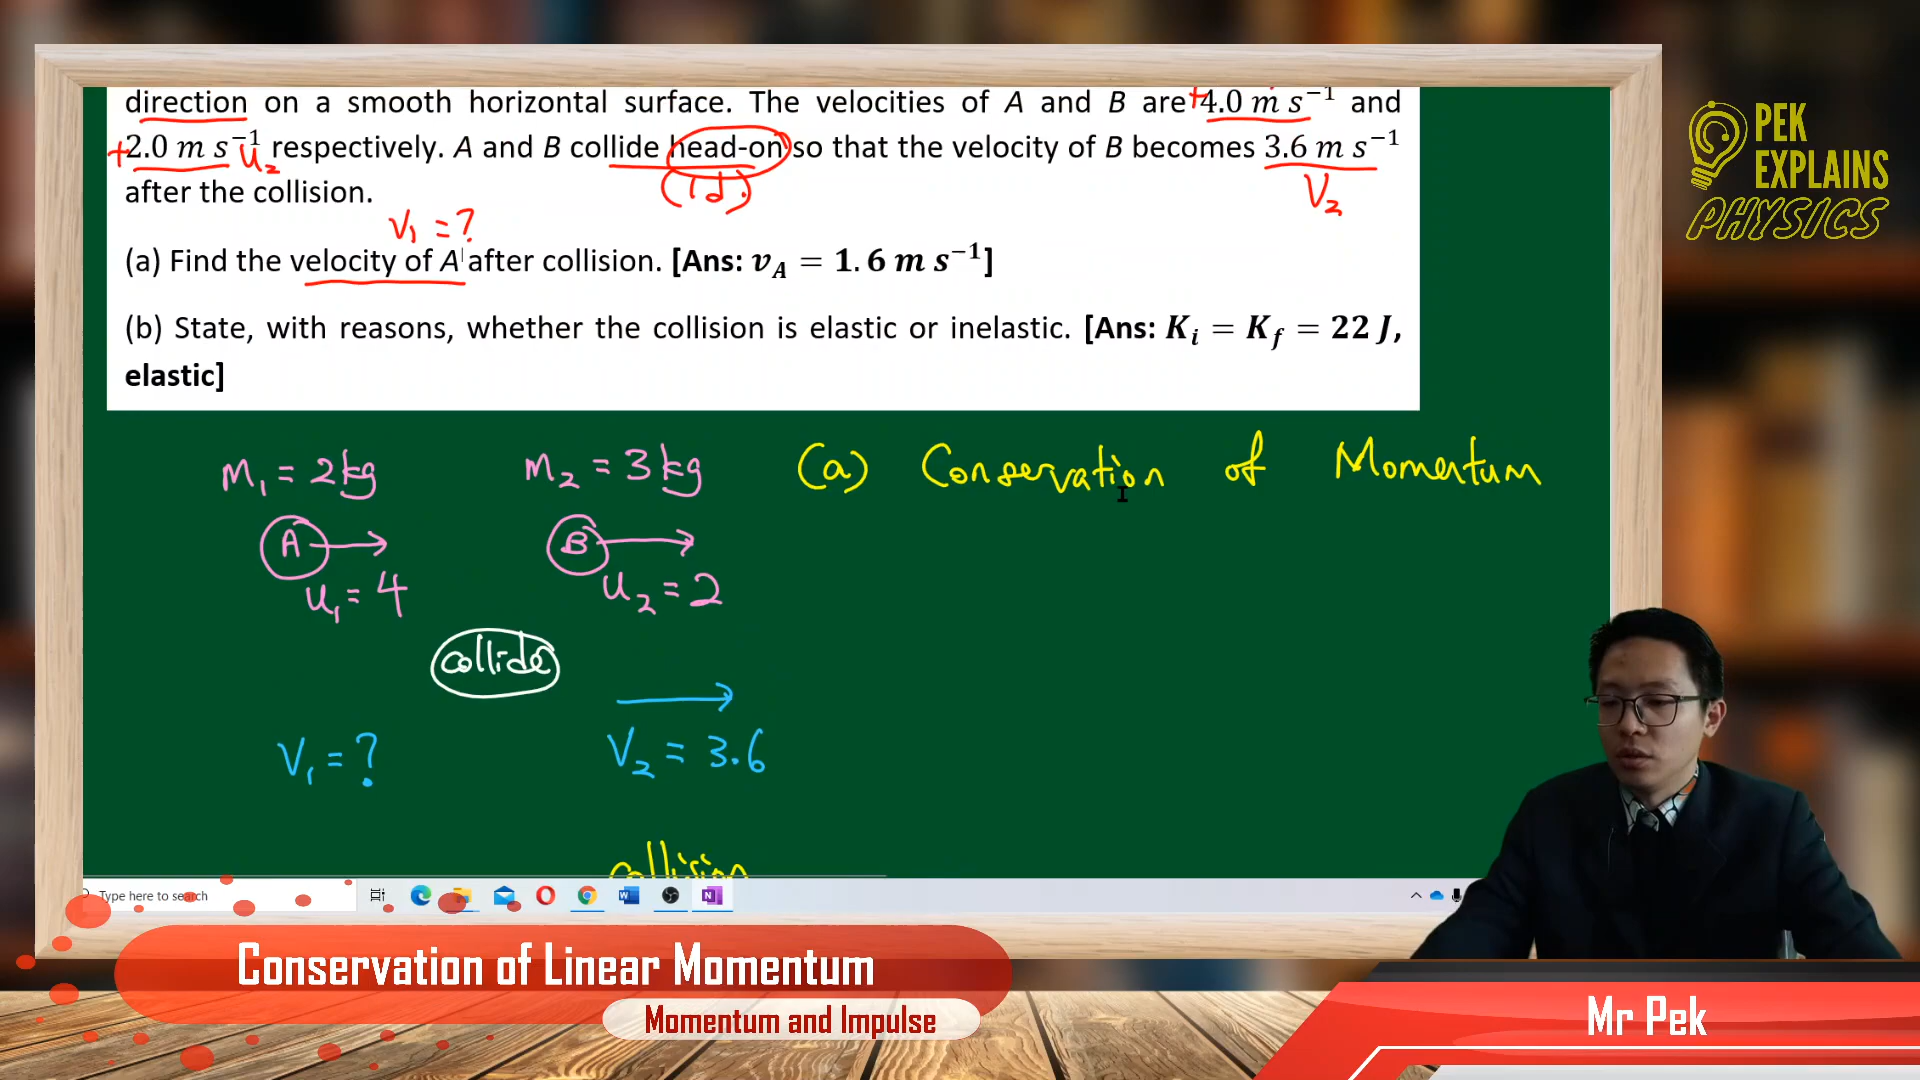 direction on a smooth horizontal surface. The velocities of A and B are +4.0 m s⁻¹ and
+2.0 m s⁻¹ respectively. A and B collide head-on so that the velocity of B becomes 3.6 m s⁻¹
u₂
(1d.)
V₂
after the collision.
V₁ = ?
(a) Find the velocity of A after collision. [Ans: v_A = 1.6 m s⁻¹]
(b) State, with reasons, whether the collision is elastic or inelastic. [Ans: K_i = K_f = 22 J,
elastic]
PEK
EXPLAINS
PHYSICS
m₁ = 2kg
m₂ = 3kg
(a) Conservation of Momentum
A
B
u₁ = 4
u₂ = 2
collide
V₁ = ?
V₂ = 3.6
collision
Type here to search
Conservation of Linear Momentum
Momentum and Impulse
Mr Pek